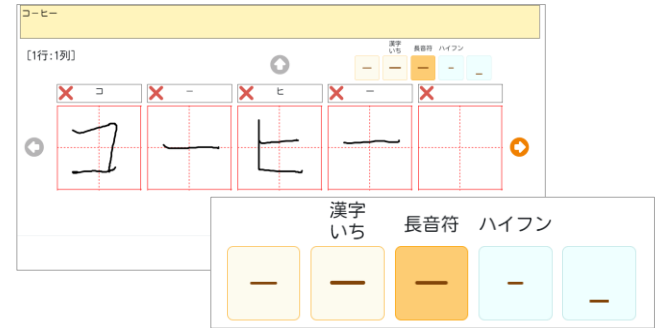 コーヒー
[1行:1列]
漢字
いち 長音符 ハイフン
— — — - _
コ ー ヒ ー
コ ー ヒ ー
漢字
いち 長音符 ハイフン
— — — - _